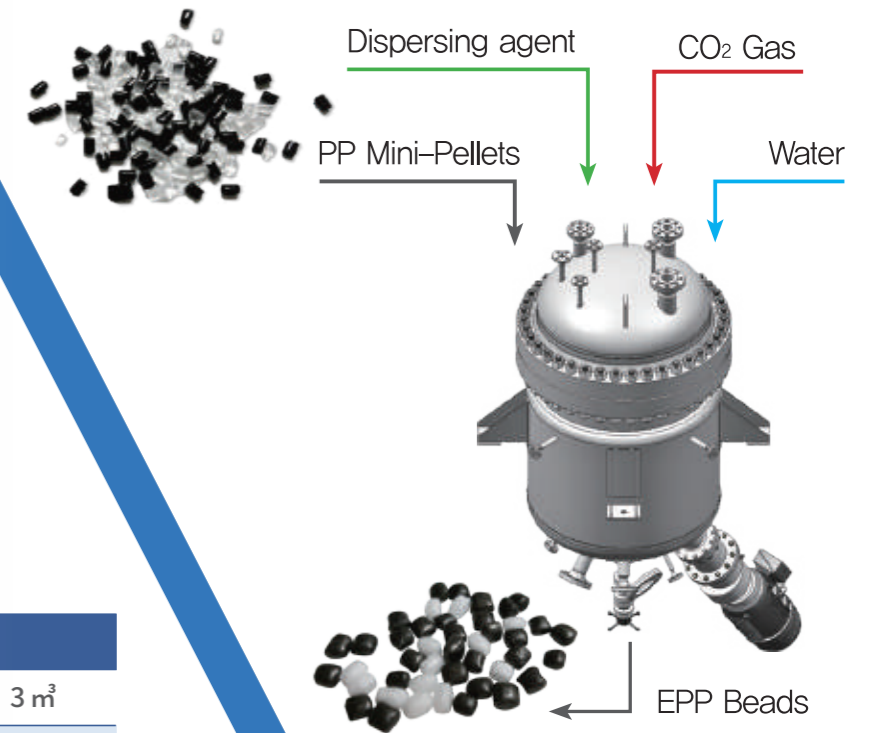 Dispersing agent
CO₂ Gas
PP Mini-Pellets
Water
3 ㎥
EPP Beads